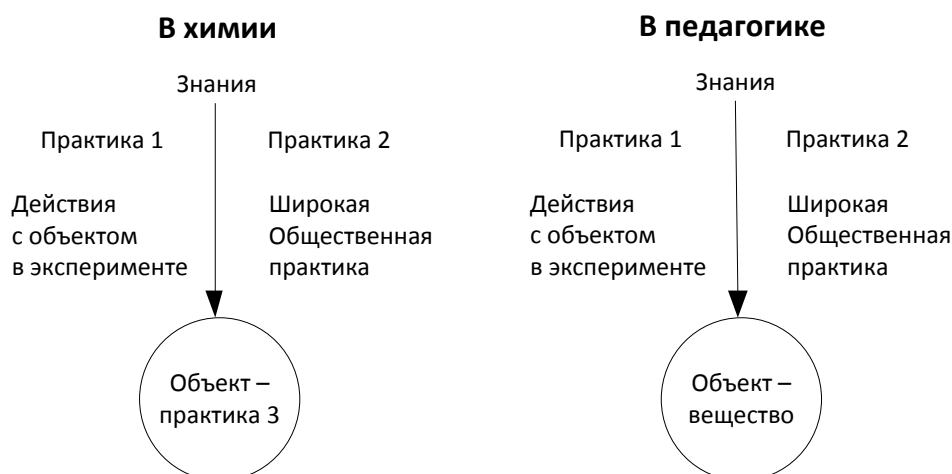 В химии
Знания
Практика 1
Практика 2
Действия
с объектом
в эксперименте
Широкая
Общественная
практика
Объект –
практика 3
В педагогике
Знания
Практика 1
Практика 2
Действия
с объектом
в эксперименте
Широкая
Общественная
практика
Объект –
вещество